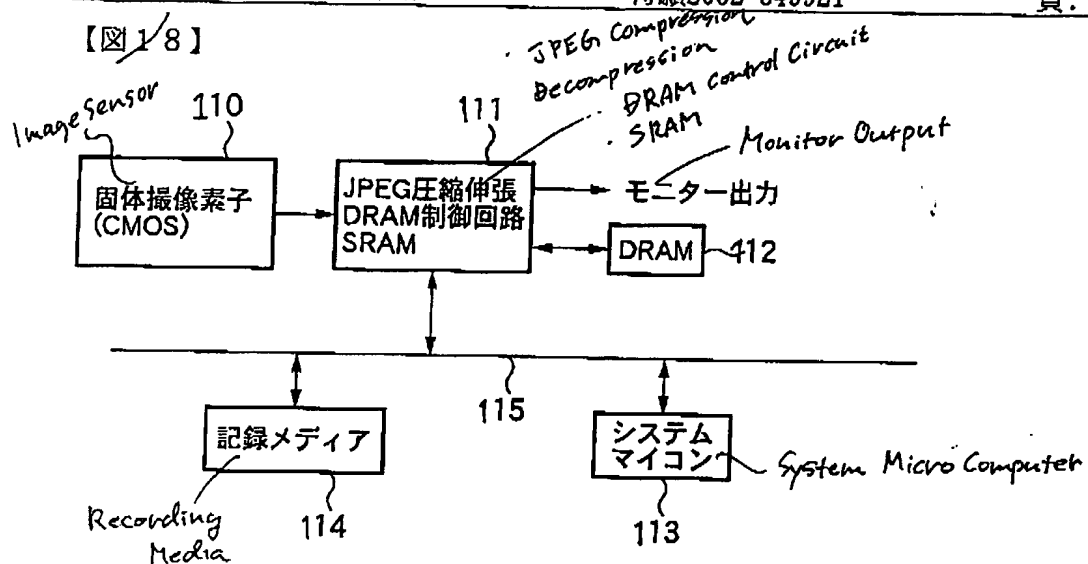 頁:
【図18】
· JPEG Compression
Decompression
· DRAM Control Circuit
· SRAM
Image Sensor
110
111
Monitor Output
固体撮像素子
(CMOS)
JPEG圧縮伸張
DRAM制御回路
SRAM
モニター出力
DRAM
112
115
記録メディア
システム
マイコン
System Micro Computer
Recording
Media
114
113